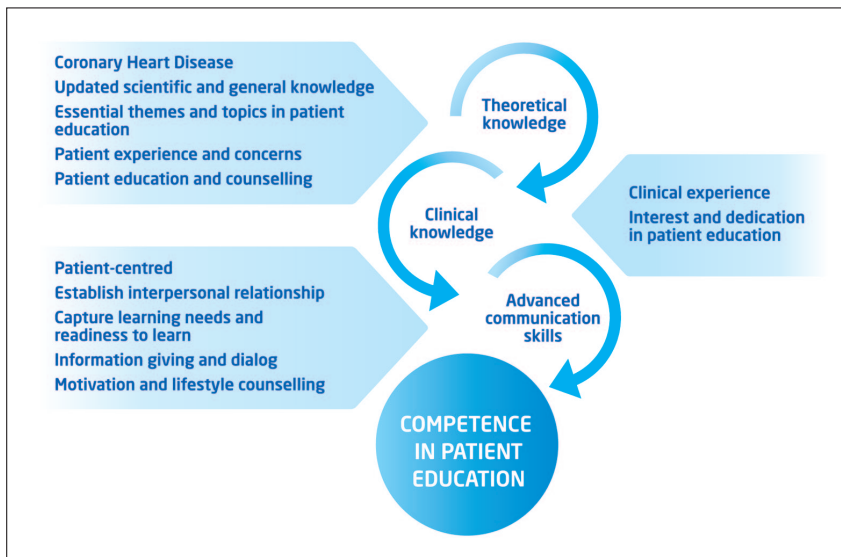 Coronary Heart Disease
Updated scientific and general knowledge
Essential themes and topics in patient
education
Patient experience and concerns
Patient education and counselling
Theoretical
knowledge
Clinical experience
Interest and dedication
in patient education
Clinical
knowledge
Patient-centred
Establish interpersonal relationship
Capture learning needs and
readiness to learn
Information giving and dialog
Motivation and lifestyle counselling
Advanced
communication
skills
COMPETENCE
IN PATIENT
EDUCATION